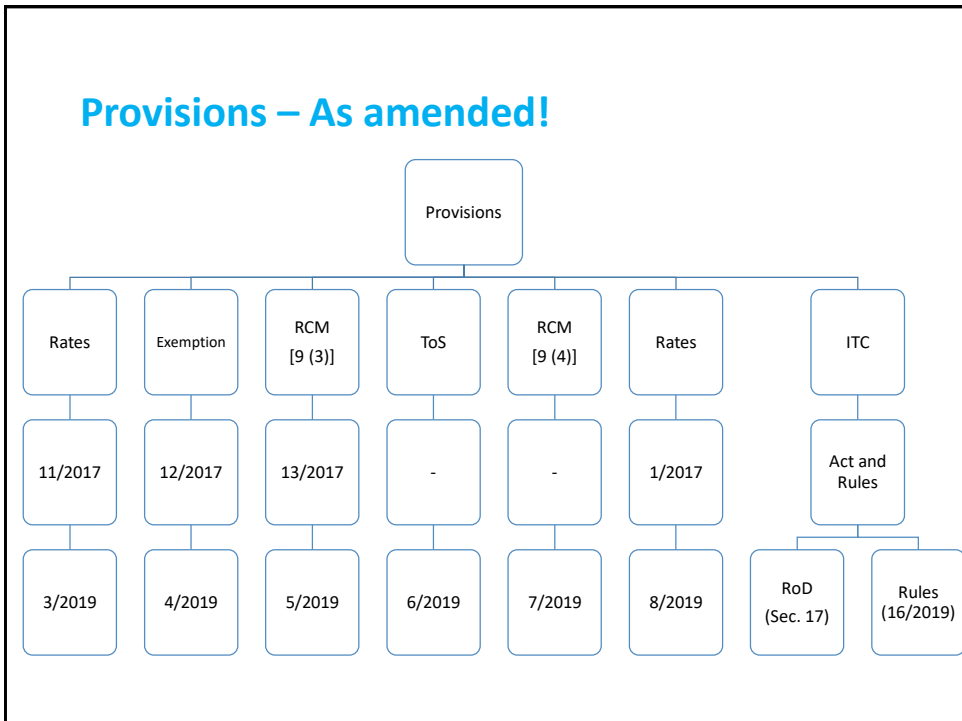 Provisions – As amended!
Provisions
Rates
Exemption
RCM
[9 (3)]
ToS
RCM
[9 (4)]
Rates
ITC
11/2017
12/2017
13/2017
-
-
1/2017
Act and
Rules
3/2019
4/2019
5/2019
6/2019
7/2019
8/2019
RoD
(Sec. 17)
Rules
(16/2019)